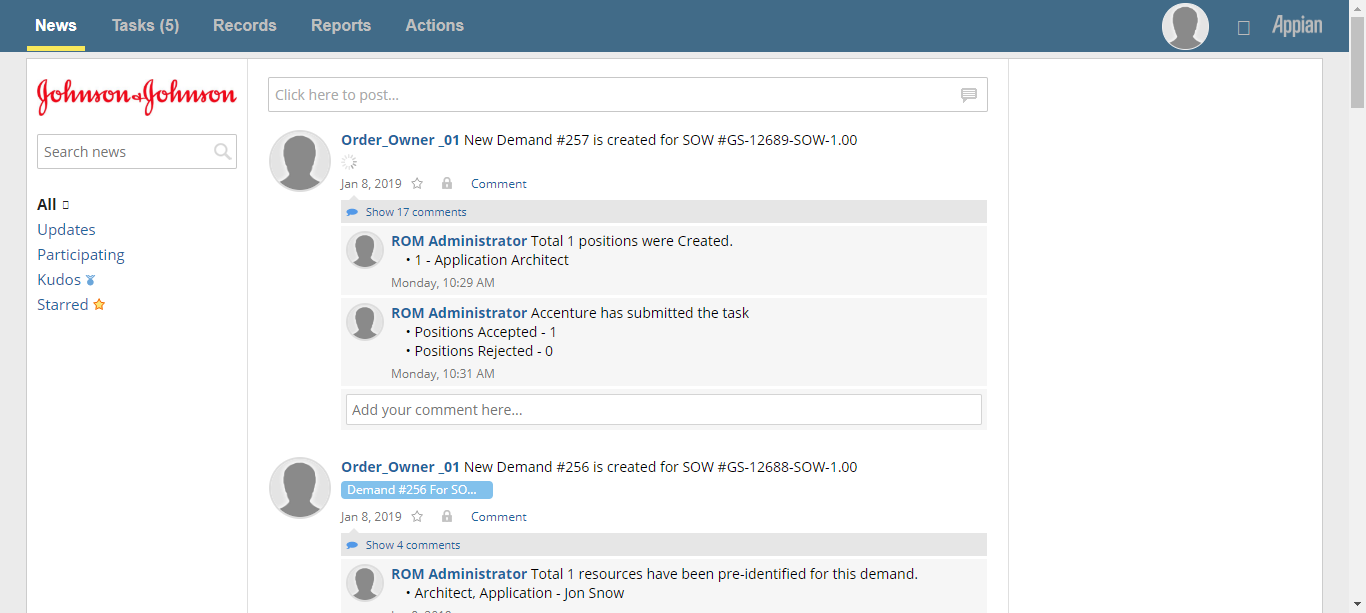 News
Tasks (5)
Records
Reports
Actions
Appian
Johnson & Johnson
Search news
All
Updates
Participating
Kudos
Starred
Click here to post...
Order_Owner _01 New Demand #257 is created for SOW #GS-12689-SOW-1.00
Jan 8, 2019
Comment
Show 17 comments
ROM Administrator Total 1 positions were Created.
• 1 - Application Architect
Monday, 10:29 AM
ROM Administrator Accenture has submitted the task
• Positions Accepted - 1
• Positions Rejected - 0
Monday, 10:31 AM
Add your comment here...
Order_Owner _01 New Demand #256 is created for SOW #GS-12688-SOW-1.00
Demand #256 For SO...
Jan 8, 2019
Comment
Show 4 comments
ROM Administrator Total 1 resources have been pre-identified for this demand.
• Architect, Application - Jon Snow